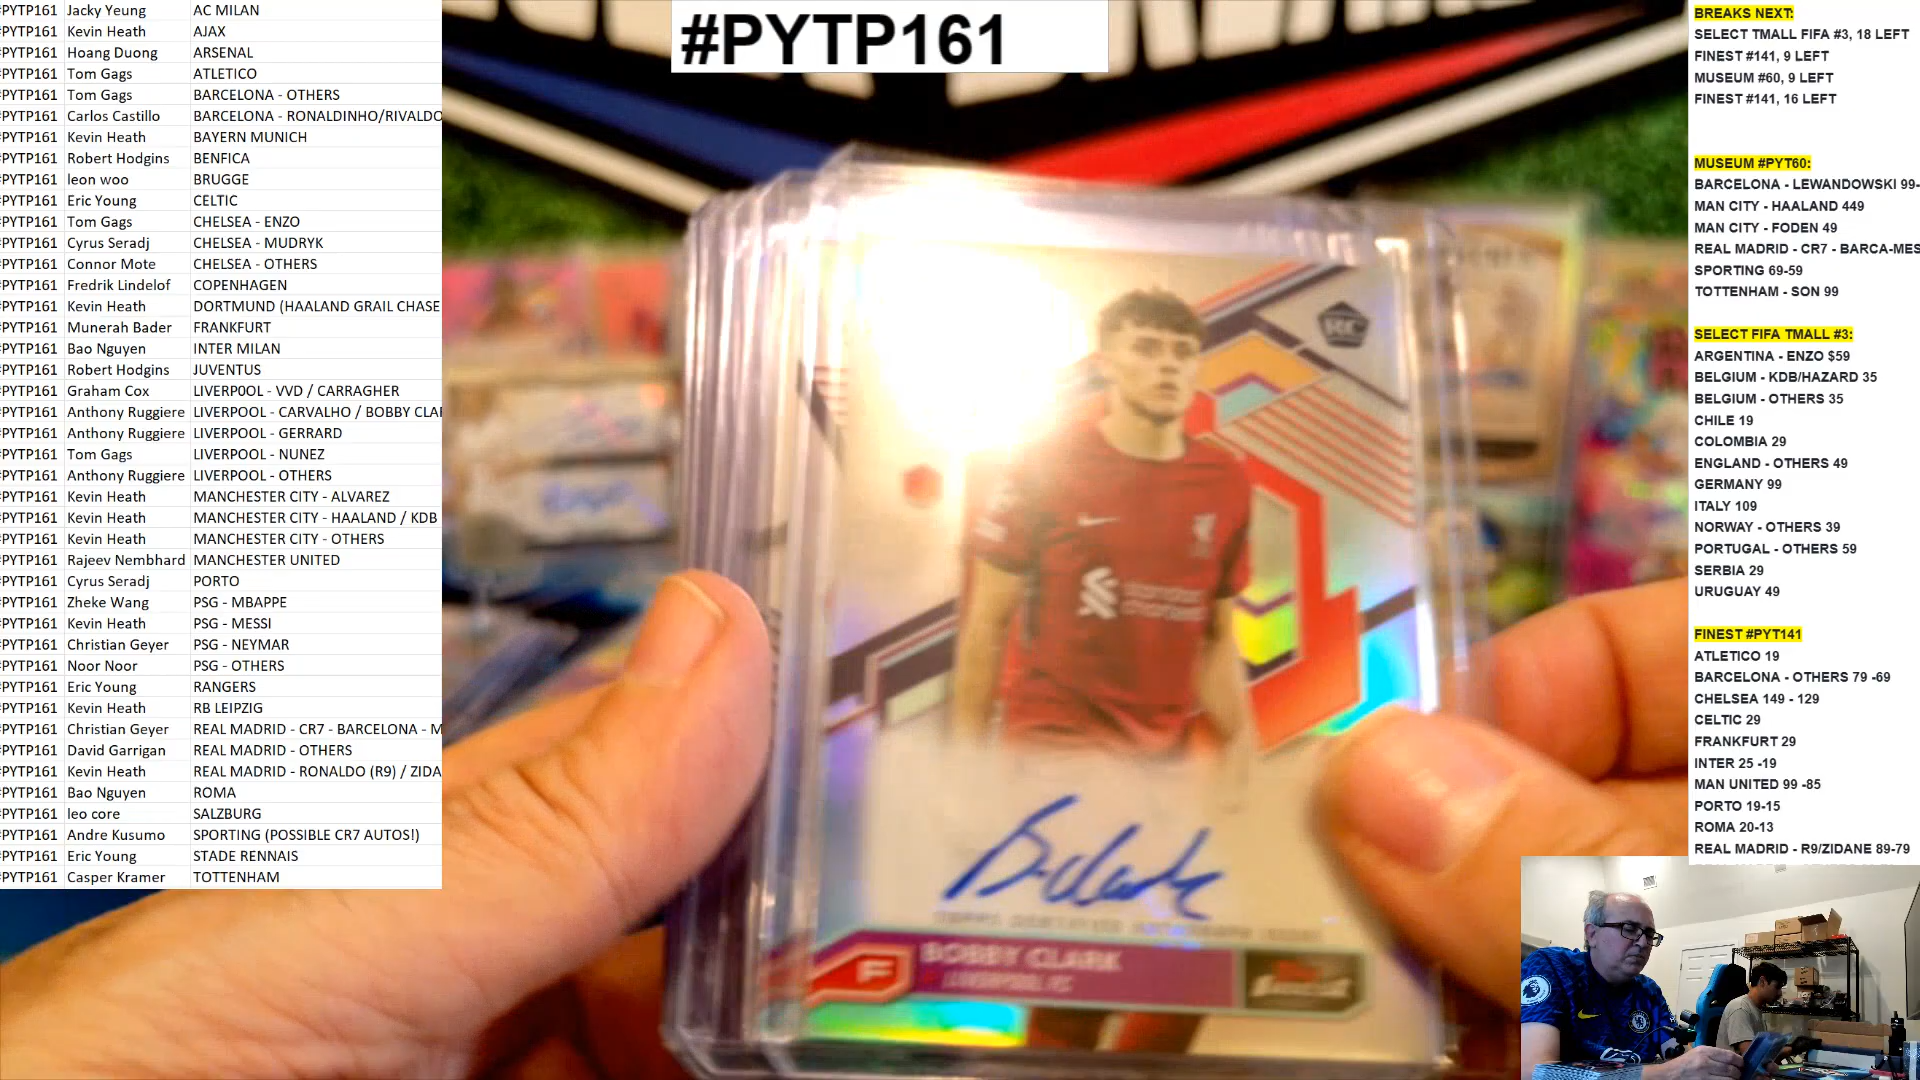 #PYTP161
#PYTP161 Jacky Yeung AC MILAN
#PYTP161 Kevin Heath AJAX
#PYTP161 Hoang Duong ARSENAL
#PYTP161 Tom Gags ATLETICO
#PYTP161 Tom Gags BARCELONA - OTHERS
#PYTP161 Carlos Castillo BARCELONA - RONALDINHO/RIVALDO
#PYTP161 Kevin Heath BAYERN MUNICH
#PYTP161 Robert Hodgins BENFICA
#PYTP161 leon woo BRUGGE
#PYTP161 Eric Young CELTIC
#PYTP161 Tom Gags CHELSEA - ENZO
#PYTP161 Cyrus Seradj CHELSEA - MUDRYK
#PYTP161 Connor Mote CHELSEA - OTHERS
#PYTP161 Fredrik Lindelof COPENHAGEN
#PYTP161 Kevin Heath DORTMUND (HAALAND GRAIL CHASE
#PYTP161 Munerah Bader FRANKFURT
#PYTP161 Bao Nguyen INTER MILAN
#PYTP161 Robert Hodgins JUVENTUS
#PYTP161 Graham Cox LIVERP0OL - VVD / CARRAGHER
#PYTP161 Anthony Ruggiere LIVERPOOL - CARVALHO / BOBBY CLA
#PYTP161 Anthony Ruggiere LIVERPOOL - GERRARD
#PYTP161 Tom Gags LIVERPOOL - NUNEZ
#PYTP161 Anthony Ruggiere LIVERPOOL - OTHERS
#PYTP161 Kevin Heath MANCHESTER CITY - ALVAREZ
#PYTP161 Kevin Heath MANCHESTER CITY - HAALAND / KDB
#PYTP161 Kevin Heath MANCHESTER CITY - OTHERS
#PYTP161 Rajeev Nembhard MANCHESTER UNITED
#PYTP161 Cyrus Seradj PORTO
#PYTP161 Zheke Wang PSG - MBAPPE
#PYTP161 Kevin Heath PSG - MESSI
#PYTP161 Christian Geyer PSG - NEYMAR
#PYTP161 Noor Noor PSG - OTHERS
#PYTP161 Eric Young RANGERS
#PYTP161 Kevin Heath RB LEIPZIG
#PYTP161 Christian Geyer REAL MADRID - CR7 - BARCELONA - M
#PYTP161 David Garrigan REAL MADRID - OTHERS
#PYTP161 Kevin Heath REAL MADRID - RONALDO (R9) / ZIDA
#PYTP161 Bao Nguyen ROMA
#PYTP161 leo core SALZBURG
#PYTP161 Andre Kusumo SPORTING (POSSIBLE CR7 AUTOS!)
#PYTP161 Eric Young STADE RENNAIS
#PYTP161 Casper Kramer TOTTENHAM
RC
B. Clark
BOBBY CLARK
LIVERPOOL FC
F
BREAKS NEXT:
SELECT TMALL FIFA #3, 18 LEFT
FINEST #141, 9 LEFT
MUSEUM #60, 9 LEFT
FINEST #141, 16 LEFT
MUSEUM #PYT60:
BARCELONA - LEWANDOWSKI 99-
MAN CITY - HAALAND 449
MAN CITY - FODEN 49
REAL MADRID - CR7 - BARCA-MES
SPORTING 69-59
TOTTENHAM - SON 99
SELECT FIFA TMALL #3:
ARGENTINA - ENZO $59
BELGIUM - KDB/HAZARD 35
BELGIUM - OTHERS 35
CHILE 19
COLOMBIA 29
ENGLAND - OTHERS 49
GERMANY 99
ITALY 109
NORWAY - OTHERS 39
PORTUGAL - OTHERS 59
SERBIA 29
URUGUAY 49
FINEST #PYT141
ATLETICO 19
BARCELONA - OTHERS 79 -69
CHELSEA 149 - 129
CELTIC 29
FRANKFURT 29
INTER 25 -19
MAN UNITED 99 -85
PORTO 19-15
ROMA 20-13
REAL MADRID - R9/ZIDANE 89-79